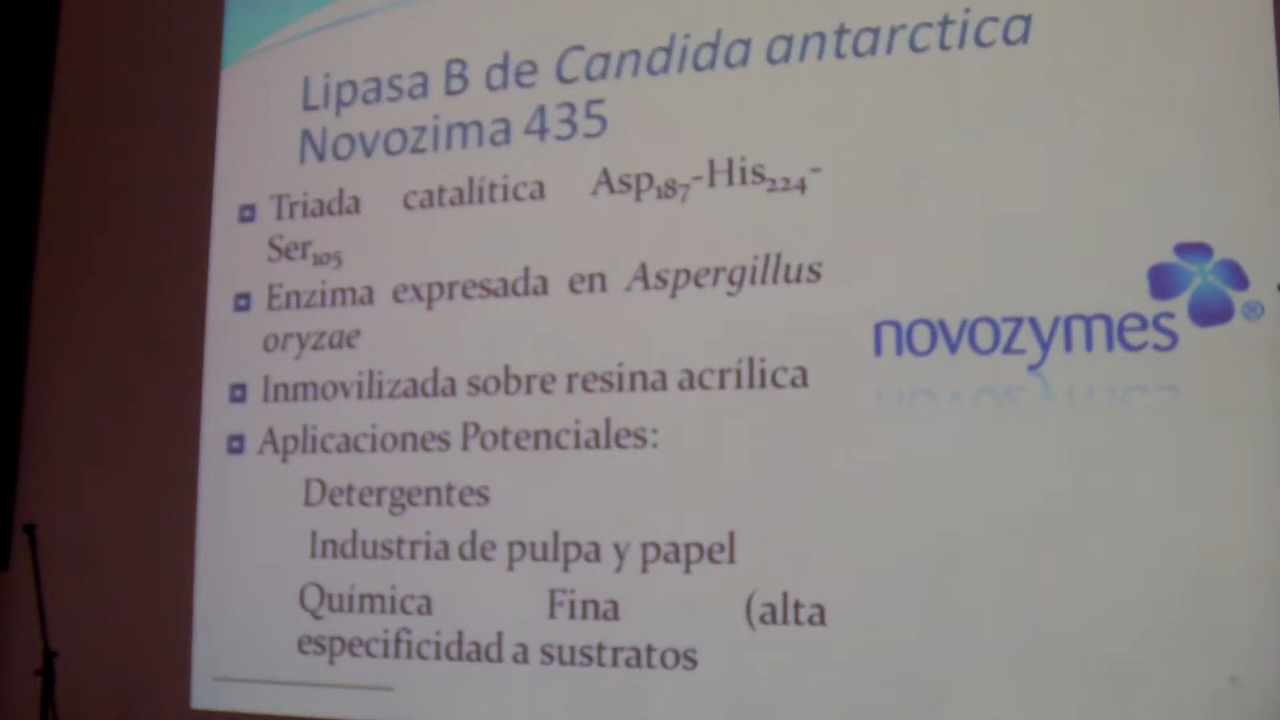 Lipasa B de Candida antarctica
Novozima 435
Triada catalítica Asp₁₈₇-His₂₂₄-
Ser₁₀₅
Enzima expresada en Aspergillus
oryzae
Inmovilizada sobre resina acrílica
Aplicaciones Potenciales:
Detergentes
Industria de pulpa y papel
Química Fina (alta
especificidad a sustratos
novozymes®